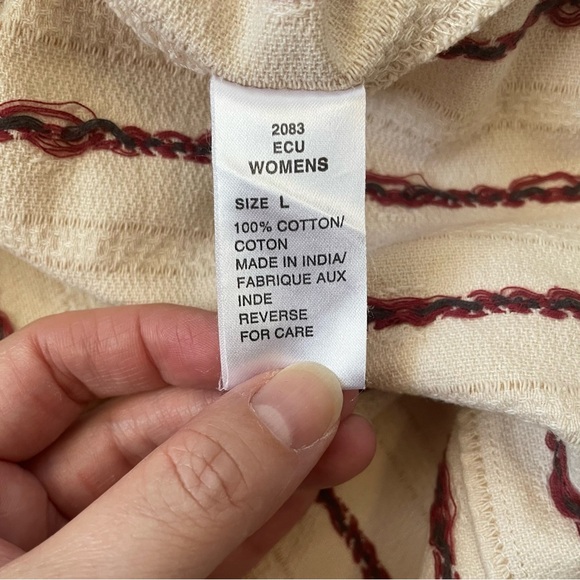 2083
ECU
WOMENS
SIZE L
100% COTTON/
COTON
MADE IN INDIA/
FABRIQUE AUX
INDE
REVERSE
FOR CARE